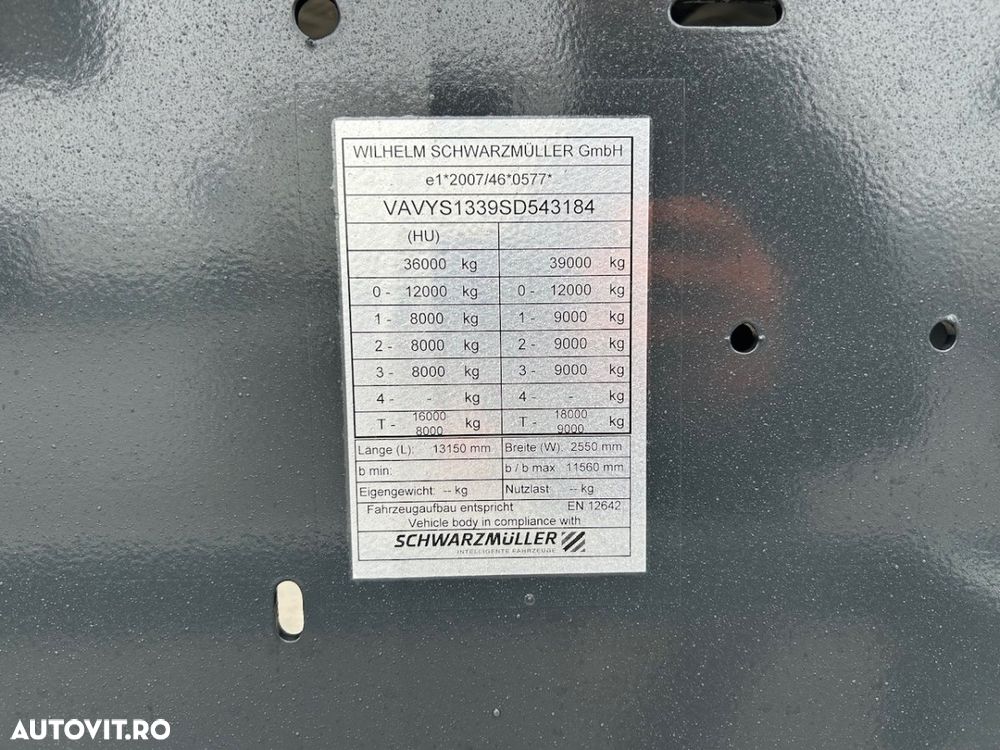 WILHELM SCHWARZMÜLLER GmbH
e1*2007/46*0577*
VAVYS1339SD543184
(HU)
36000 kg 39000 kg
0 - 12000 kg 0 - 12000 kg
1 - 8000 kg 1 - 9000 kg
2 - 8000 kg 2 - 9000 kg
3 - 8000 kg 3 - 9000 kg
4 - - kg 4 - - kg
T - 16000 8000 kg T - 18000 9000 kg
Länge (L): 13150 mm Breite (W): 2550 mm
b min: b / b max 11560 mm
Eigengewicht: -- kg Nutzlast -- kg
Fahrzeugaufbau entspricht EN 12642
Vehicle body in compliance with
SCHWARZMÜLLER
INTELLIGENTE FAHRZEUGE
AUTOVIT.RO